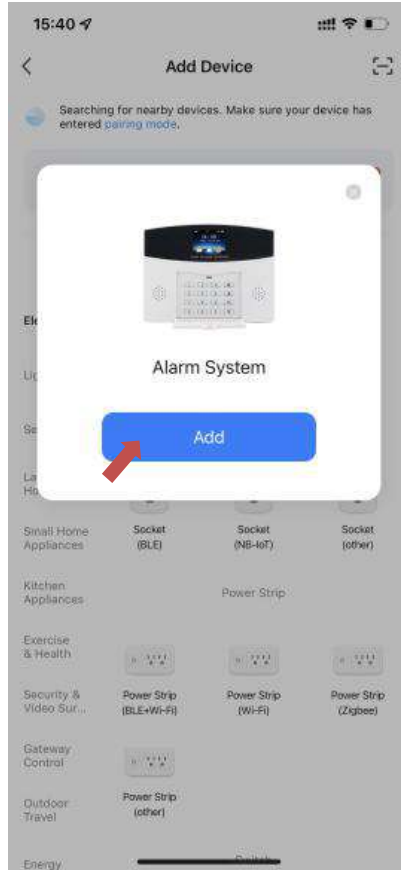 15:40
Add Device
Searching for nearby devices. Make sure your device has
entered pairing mode.
Alarm System
Add
Small Home
Appliances
Socket
(BLE)
Socket
(NB-IoT)
Socket
(other)
Kitchen
Appliances
Power Strip
Exercise
& Health
Security &
Video Sur...
Power Strip
(BLE+Wi-Fi)
Power Strip
(Wi-Fi)
Power Strip
(Zigbee)
Gateway
Control
Outdoor
Travel
Power Strip
(other)
Energy